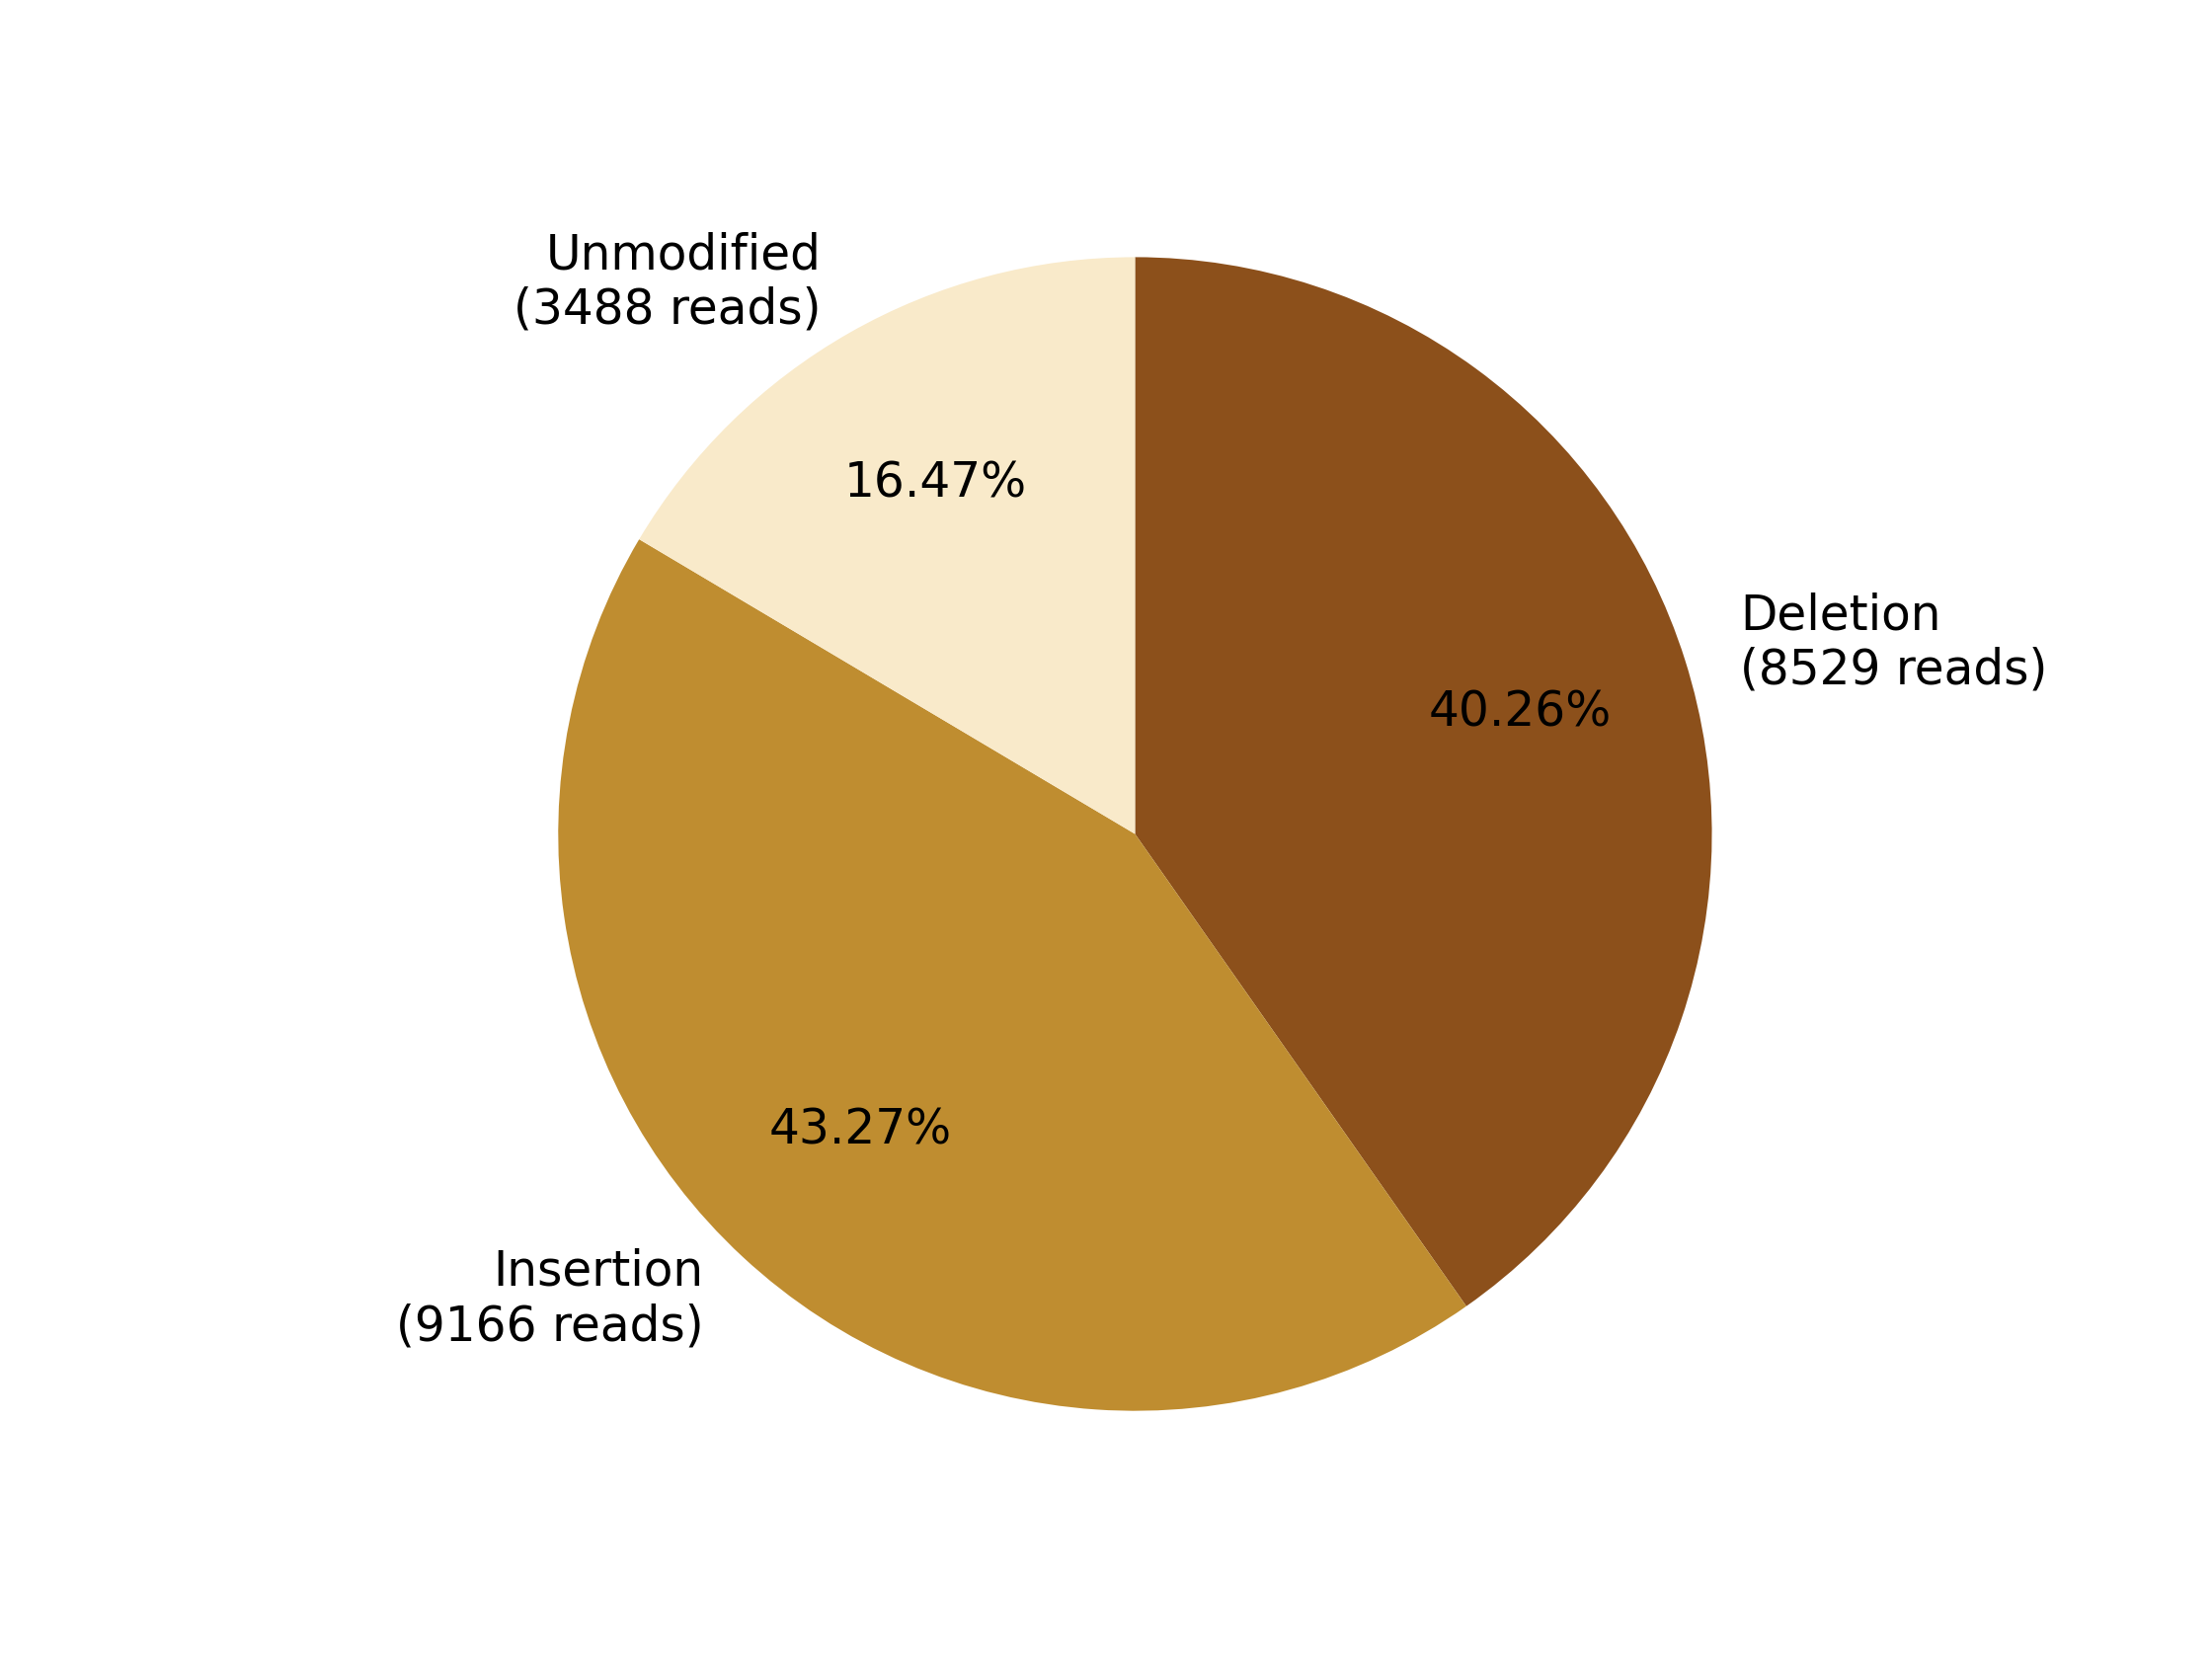 Unmodified
(3488 reads)
16.47%
Deletion
(8529 reads)
40.26%
43.27%
Insertion
(9166 reads)